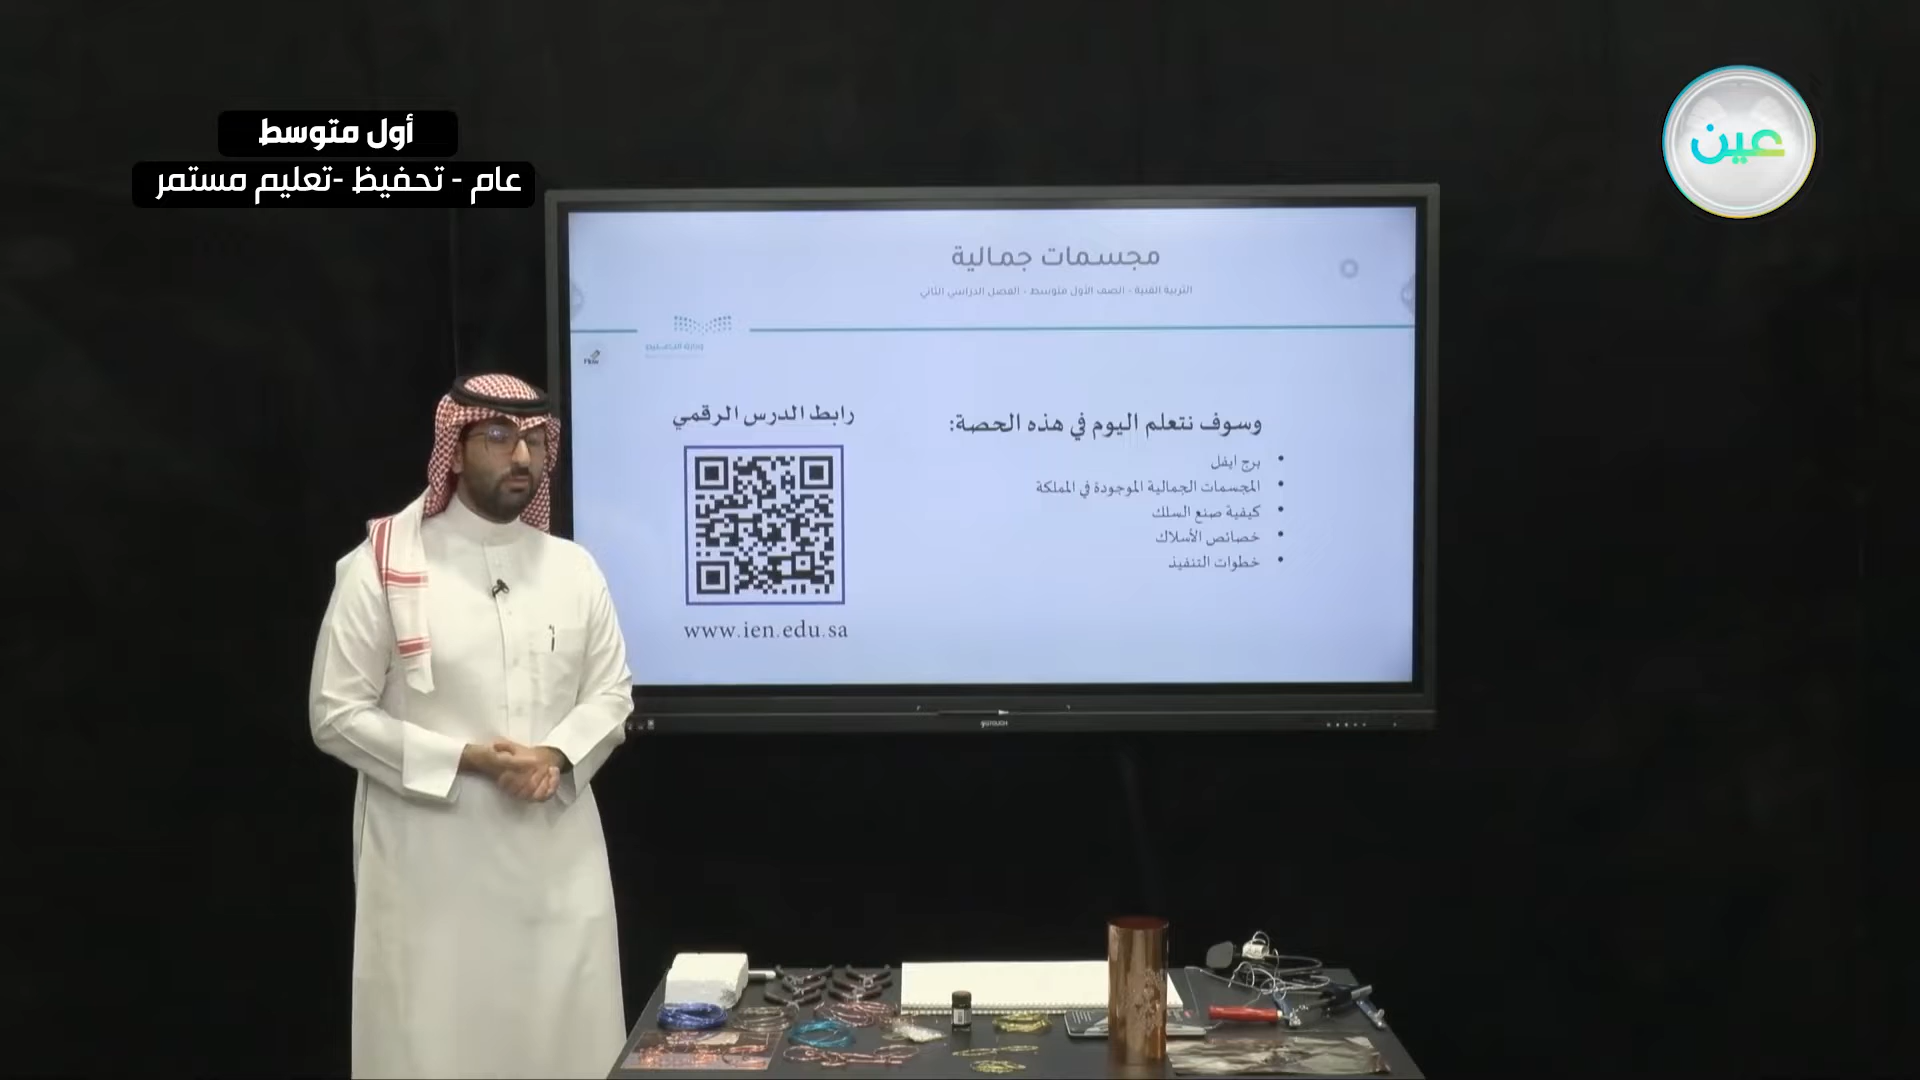 أول متوسط
عام - تحفيظ -تعليم مستمر
عين
مجسمات جمالية
التربية الفنية - الصف الأول متوسط - الفصل الدراسي الثاني
وزارة التعليم
وسوف نتعلم اليوم في هذه الحصة:
• برج ايفل
• المجسمات الجمالية الموجودة في المملكة
• كيفية صنع السلك
• خصائص الأسلاك
• خطوات التنفيذ
رابط الدرس الرقمي
www.ien.edu.sa